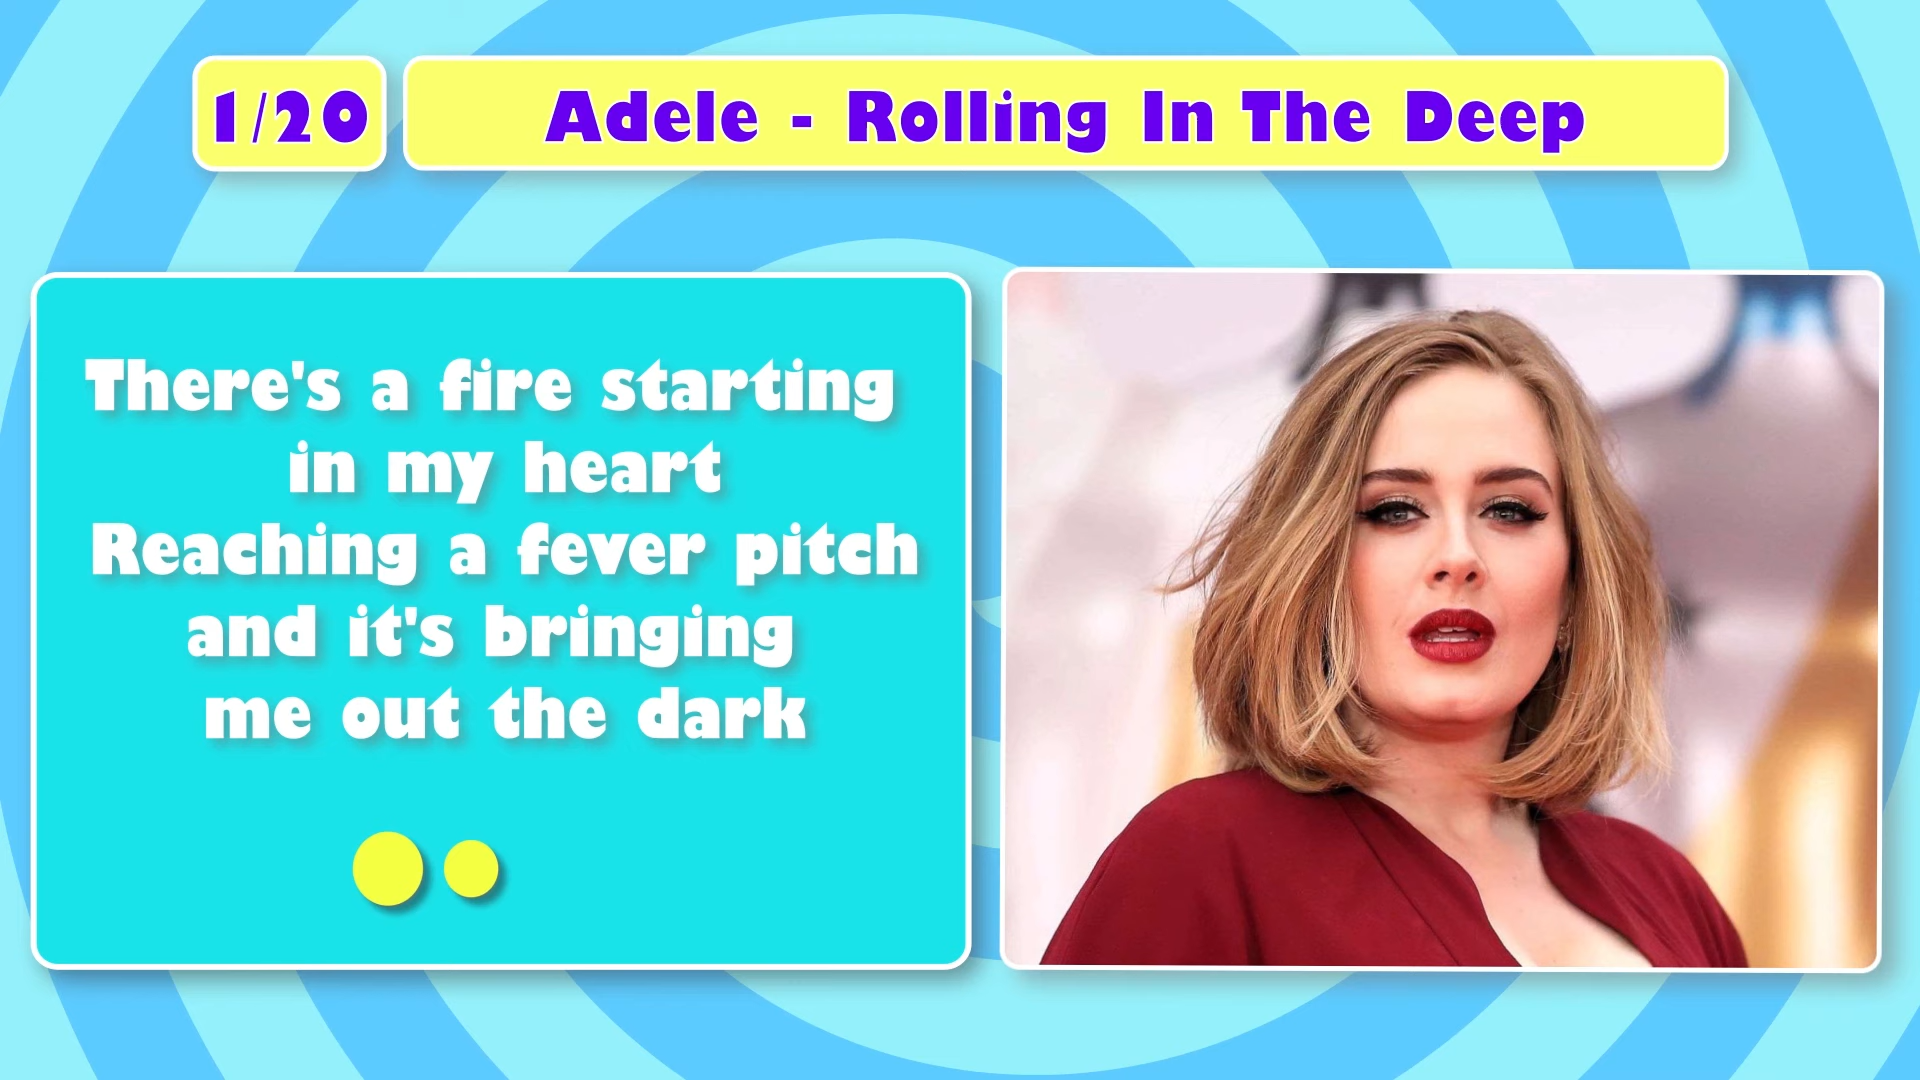 1/20
Adele - Rolling In The Deep
There's a fire starting
in my heart
Reaching a fever pitch
and it's bringing
me out the dark